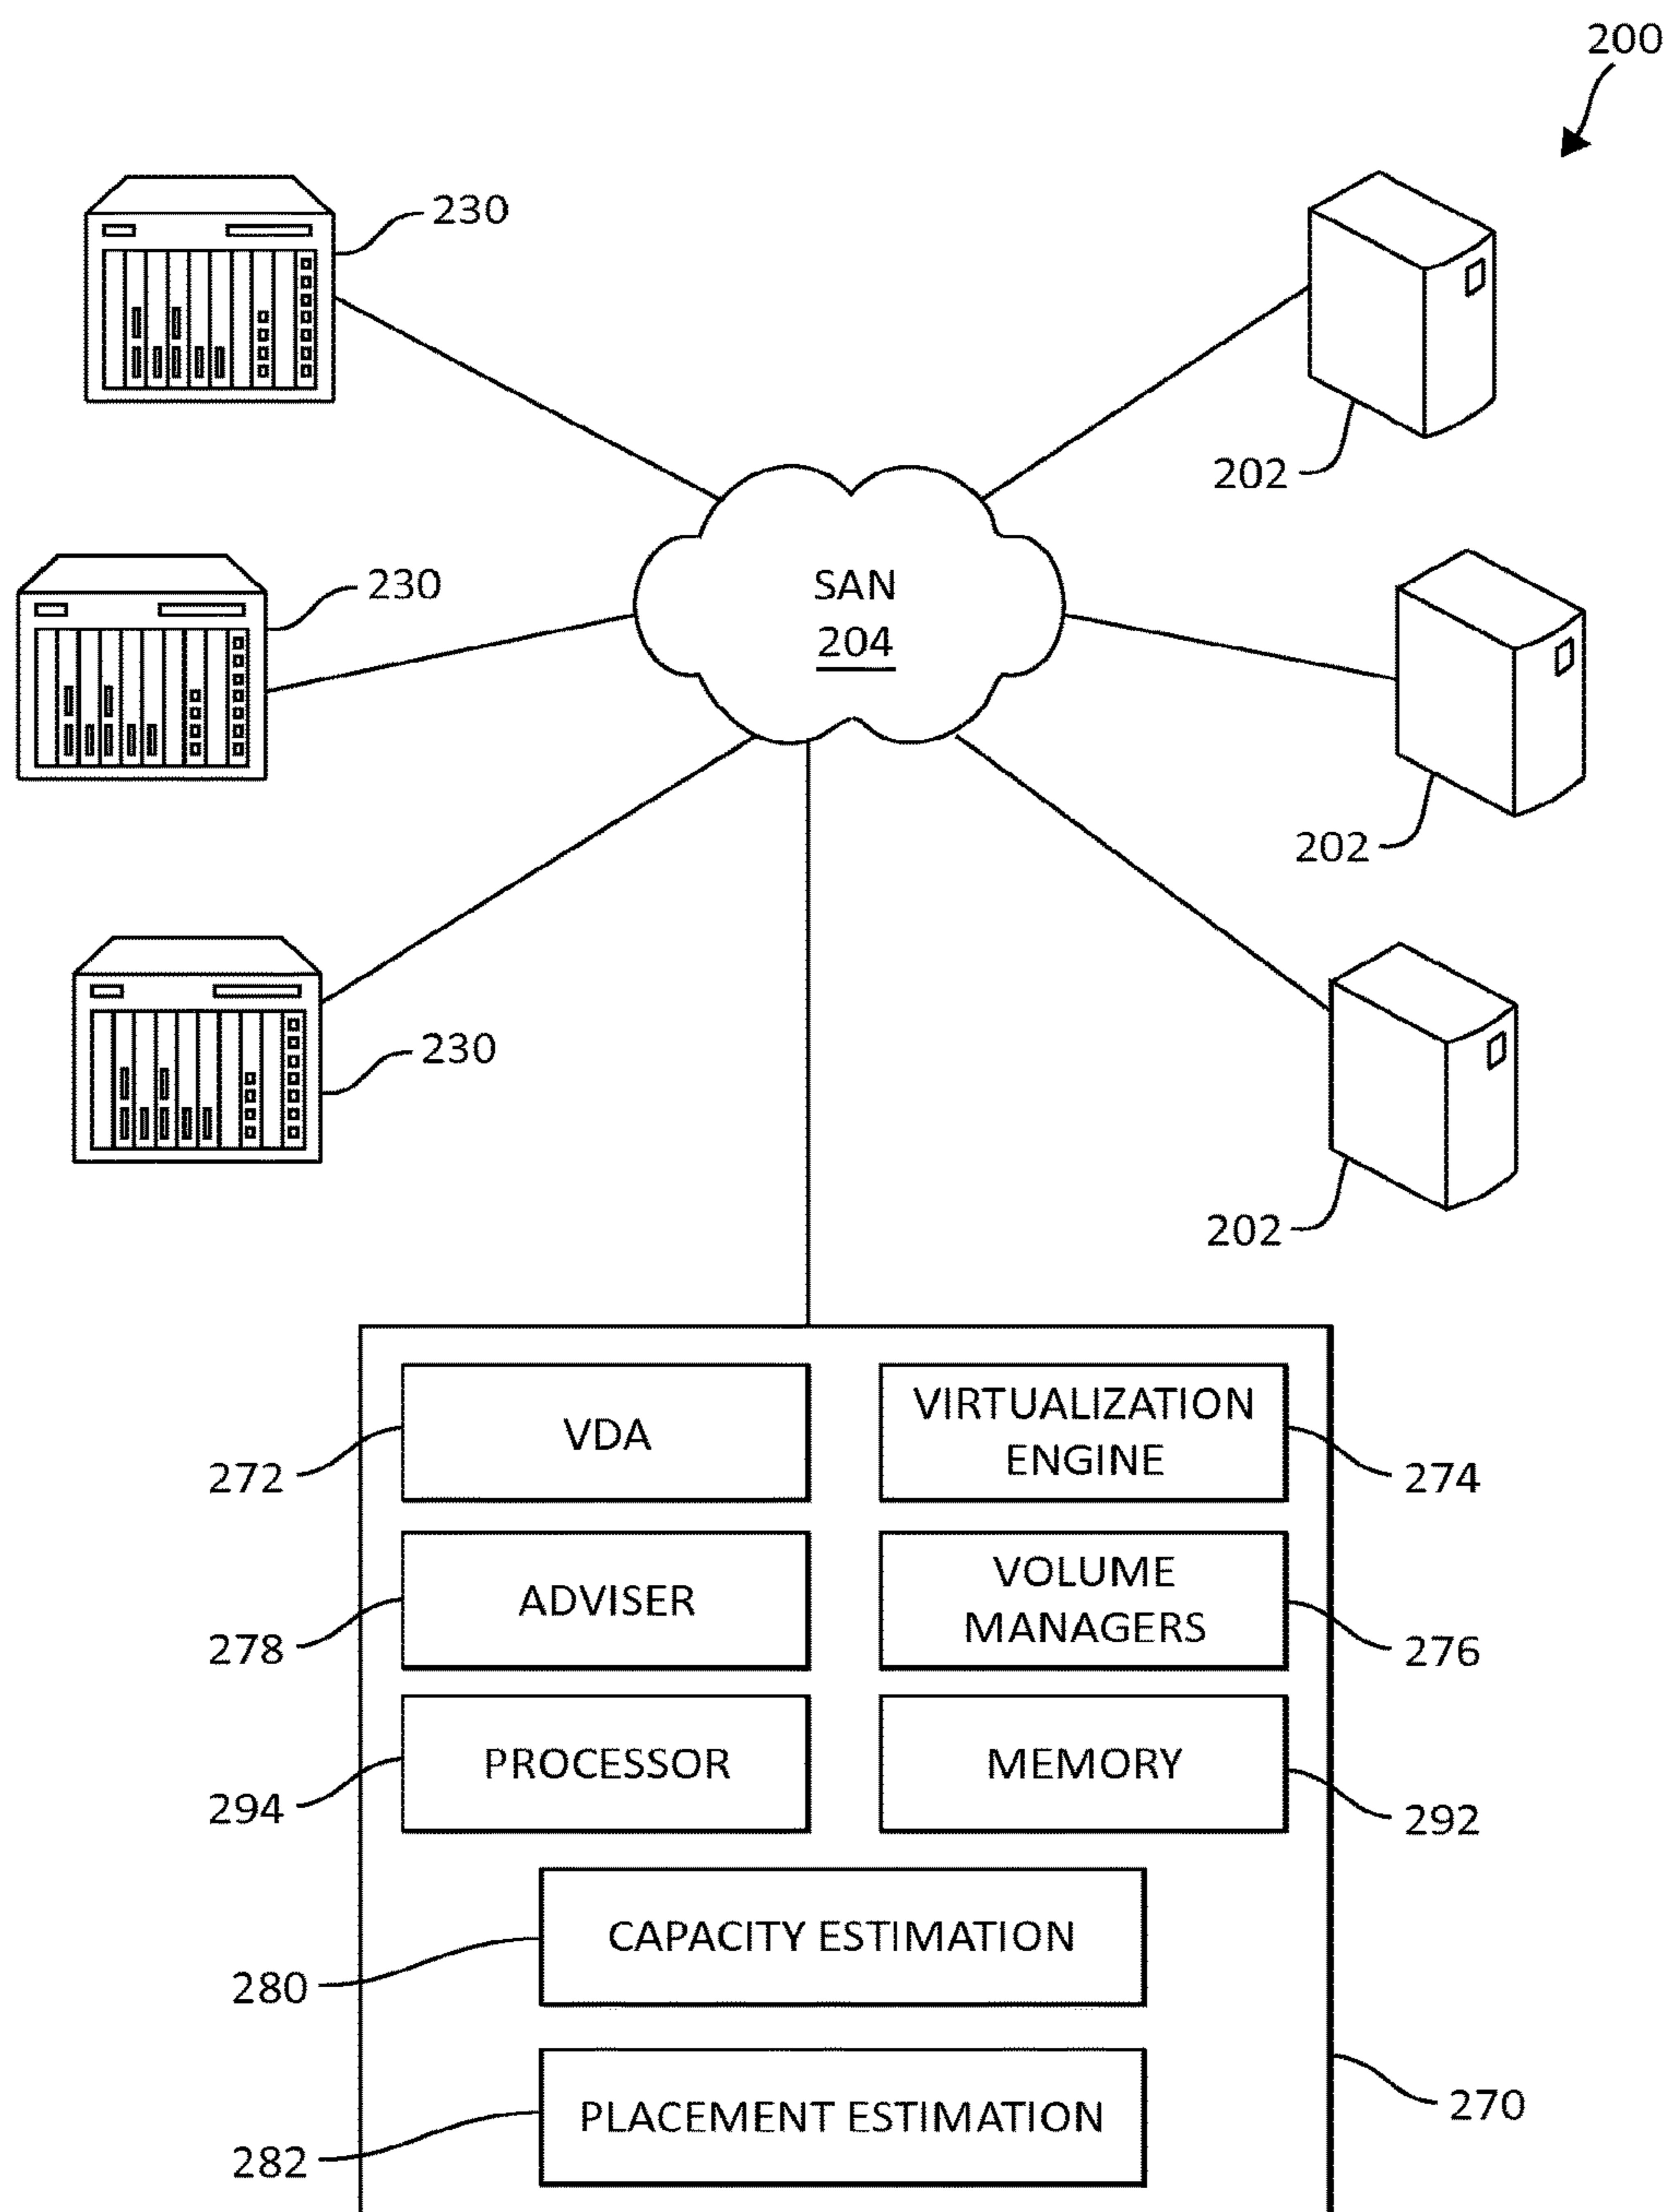 200
230
202
230
SAN
204
202
230
202
VDA
272
VIRTUALIZATION
ENGINE
274
ADVISER
278
VOLUME
MANAGERS
276
PROCESSOR
294
MEMORY
292
CAPACITY ESTIMATION
280
PLACEMENT ESTIMATION
282
270